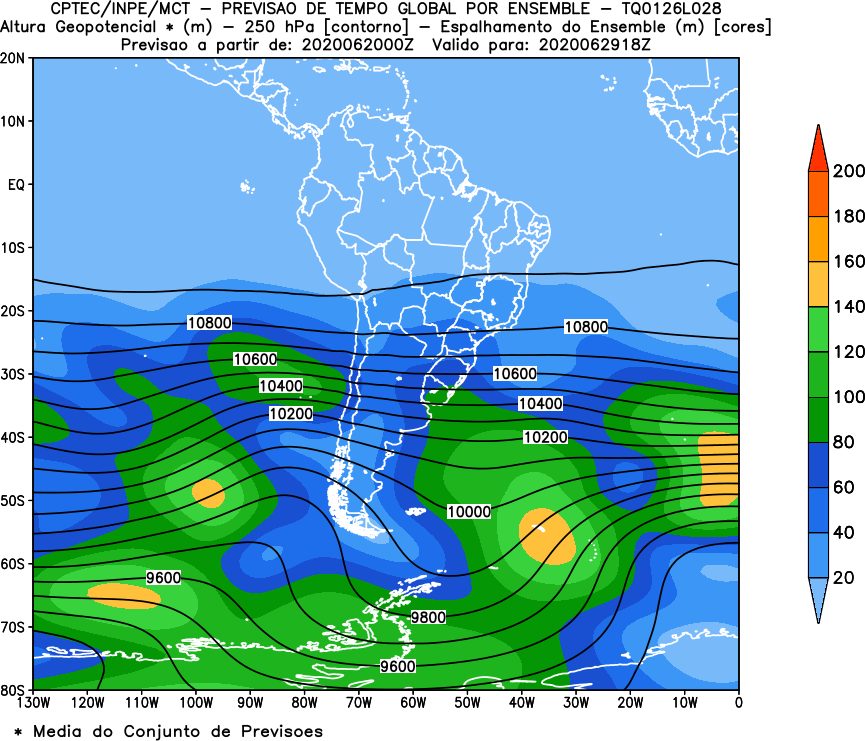 CPTEC/INPE/MCT – PREVISAO DE TEMPO GLOBAL POR ENSEMBLE – TQ0126L028
Altura Geopotencial * (m) – 250 hPa [contorno] – Espalhamento do Ensemble (m) [cores]
Previsao a partir de: 2020062000Z Valido para: 2020062918Z
20N
10N
EQ
10S
20S
30S
40S
50S
60S
70S
80S
10800
10800
10600
10600
10400
10400
10200
10200
10000
9600
9800
9600
130W 120W 110W 100W 90W 80W 70W 60W 50W 40W 30W 20W 10W 0
200
180
160
140
120
100
80
60
40
20
* Media do Conjunto de Previsoes